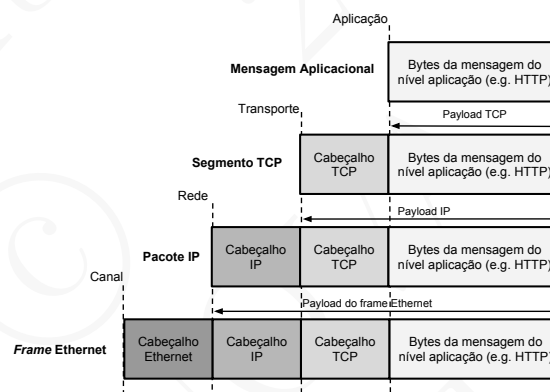 Aplicação
Mensagem Aplicacional
Bytes da mensagem do
nível aplicação (e.g. HTTP)
Transporte
Payload TCP
Segmento TCP
Cabeçalho
TCP
Bytes da mensagem do
nível aplicação (e.g. HTTP)
Rede
Payload IP
Pacote IP
Cabeçalho
IP
Cabeçalho
TCP
Bytes da mensagem do
nível aplicação (e.g. HTTP)
Canal
Payload do frame Ethernet
Frame Ethernet
Cabeçalho
Ethernet
Cabeçalho
IP
Cabeçalho
TCP
Bytes da mensagem do
nível aplicação (e.g. HTTP)